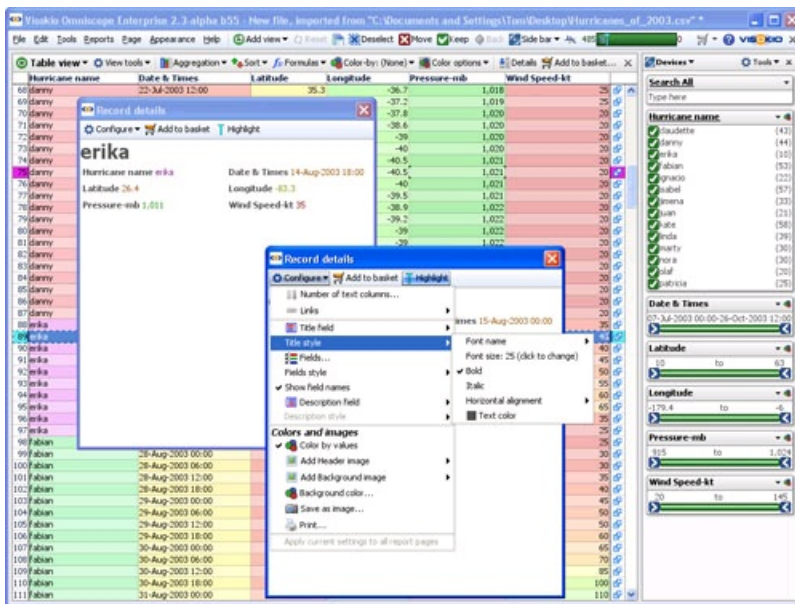 Visokio Omniscope Enterprise 2.3 alpha b55 - New file, imported from "C:\Documents and Settings\Tom\Desktop\Hurricanes_of_2003.csv" *
File Edit Tools Reports Page Appearance Help Add view Reset Deselect Move Keep Back Side bar 485 VISOKIO
Table view View tools Aggregation Sort Formulas Color-by: (None) Color options Details Add to basket... Devices Tools
Hurricane name Date & Times Latitude Longitude Pressure-mb Wind Speed-kt
68 danny 22-Jul-2003 12:00 35.3 -36.7 1,018 25
69 danny -37.2 1,019 25
70 danny -37.8 1,020
71 danny -38.6 1,020
72 danny -39 1,020
73 danny -40 1,021
74 danny -40.5 1,021 20
75 danny -40.5 1,021 20
76 danny -40 1,021 20
77 danny -39.5 1,021 20
78 danny -38.9 1,022 20
79 danny -39.2 1,022 20
80 danny -39 1,022 20
81 danny -39 1,022 20
82 danny 20
83 danny 20
84 danny 20
85 danny 20
86 danny 20
87 danny 20
88 erika 35
89 erika
90 erika 40
91 erika 45
92 erika 50
93 erika 55
94 erika 60
95 erika 65
96 erika 35
97 erika 25
98 fabian 25
99 fabian 28-Aug-2003 00:00 30
100 fabian 28-Aug-2003 06:00 30
101 fabian 28-Aug-2003 12:00 35
102 fabian 28-Aug-2003 18:00 40
103 fabian 29-Aug-2003 00:00 45
104 fabian 29-Aug-2003 06:00 50
105 fabian 29-Aug-2003 12:00 50
106 fabian 29-Aug-2003 18:00 60
107 fabian 30-Aug-2003 00:00 65
108 fabian 30-Aug-2003 06:00 70
109 fabian 30-Aug-2003 12:00 85
110 fabian 30-Aug-2003 18:00 100
111 fabian 31-Aug-2003 00:00 110
Record details
Configure Add to basket Highlight
erika
Hurricane name erika Date & Times 14-Aug-2003 18:00
Latitude 26.4 Longitude -83.3
Pressure-mb 1,011 Wind Speed-kt 35
Record details
Configure Add to basket Highlight
Number of text columns...
Links
Title field
Title style
Fields...
Fields style
Show field names
Description field
Description style
Colors and images
Color by values
Add Header image
Add Background image
Background color...
Save as image...
Print...
Apply current settings to all report pages
imes 15-Aug-2003 00:00
Font name
Font size: 25 (click to change)
Bold
Italic
Horizontal alignment
Text color
Search All
Type here
Hurricane name
claudette (43)
danny (44)
erika (10)
fabian (53)
ignacio (22)
isabel (57)
jimena (33)
juan (21)
kate (58)
linda (39)
marty (30)
nora (30)
olaf (20)
patricia (25)
Date & Times
07-Jul-2003 00:00-26-Oct-2003 12:00
Latitude
10 to 63
Longitude
-179.4 to -6
Pressure-mb
915 to 1,024
Wind Speed-kt
20 to 145